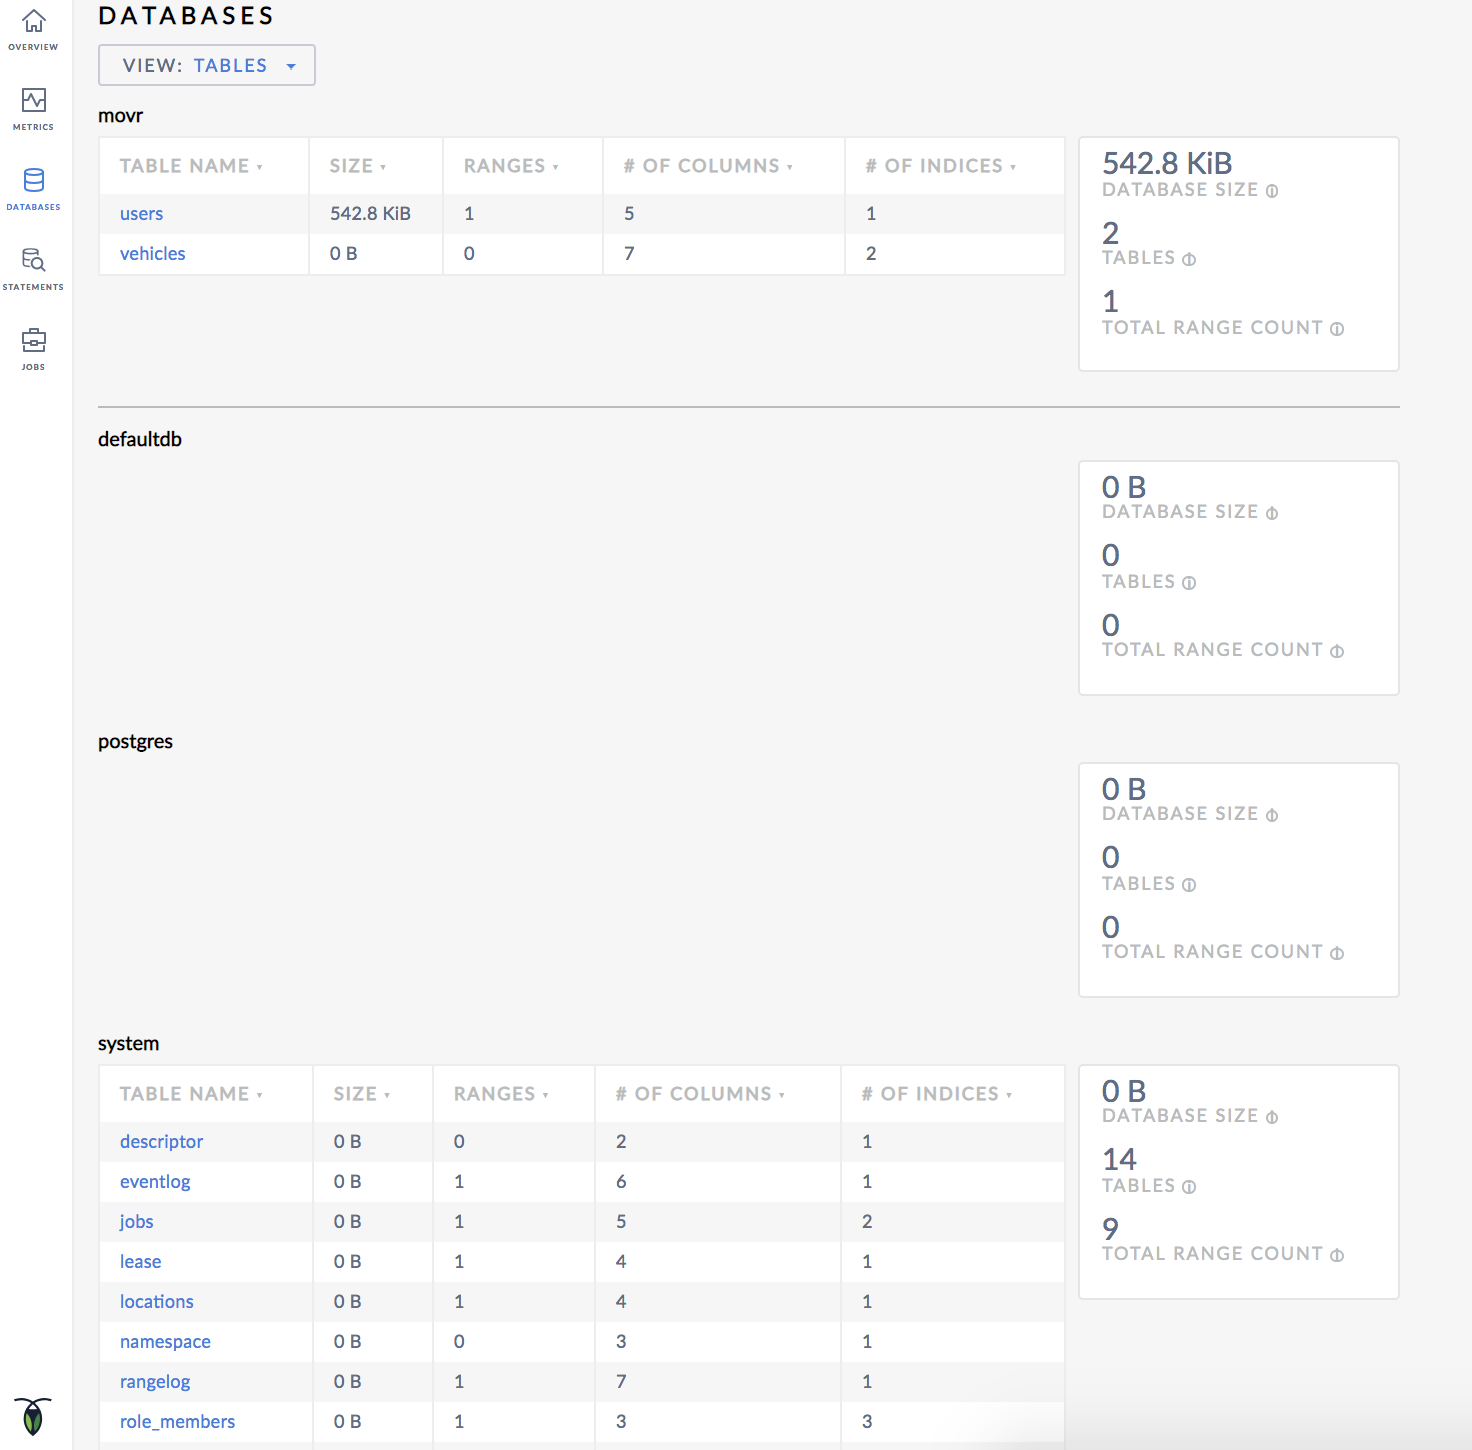 DATABASES
OVERVIEW
METRICS
DATABASES
STATEMENTS
JOBS
VIEW: TABLES
movr
TABLE NAME SIZE RANGES # OF COLUMNS # OF INDICES
users 542.8 KiB 1 5 1
vehicles 0 B 0 7 2
542.8 KiB
DATABASE SIZE
2
TABLES
1
TOTAL RANGE COUNT
defaultdb
0 B
DATABASE SIZE
0
TABLES
0
TOTAL RANGE COUNT
postgres
0 B
DATABASE SIZE
0
TABLES
0
TOTAL RANGE COUNT
system
TABLE NAME SIZE RANGES # OF COLUMNS # OF INDICES
descriptor 0 B 0 2 1
eventlog 0 B 1 6 1
jobs 0 B 1 5 2
lease 0 B 1 4 1
locations 0 B 1 4 1
namespace 0 B 0 3 1
rangelog 0 B 1 7 1
role_members 0 B 1 3 3
0 B
DATABASE SIZE
14
TABLES
9
TOTAL RANGE COUNT